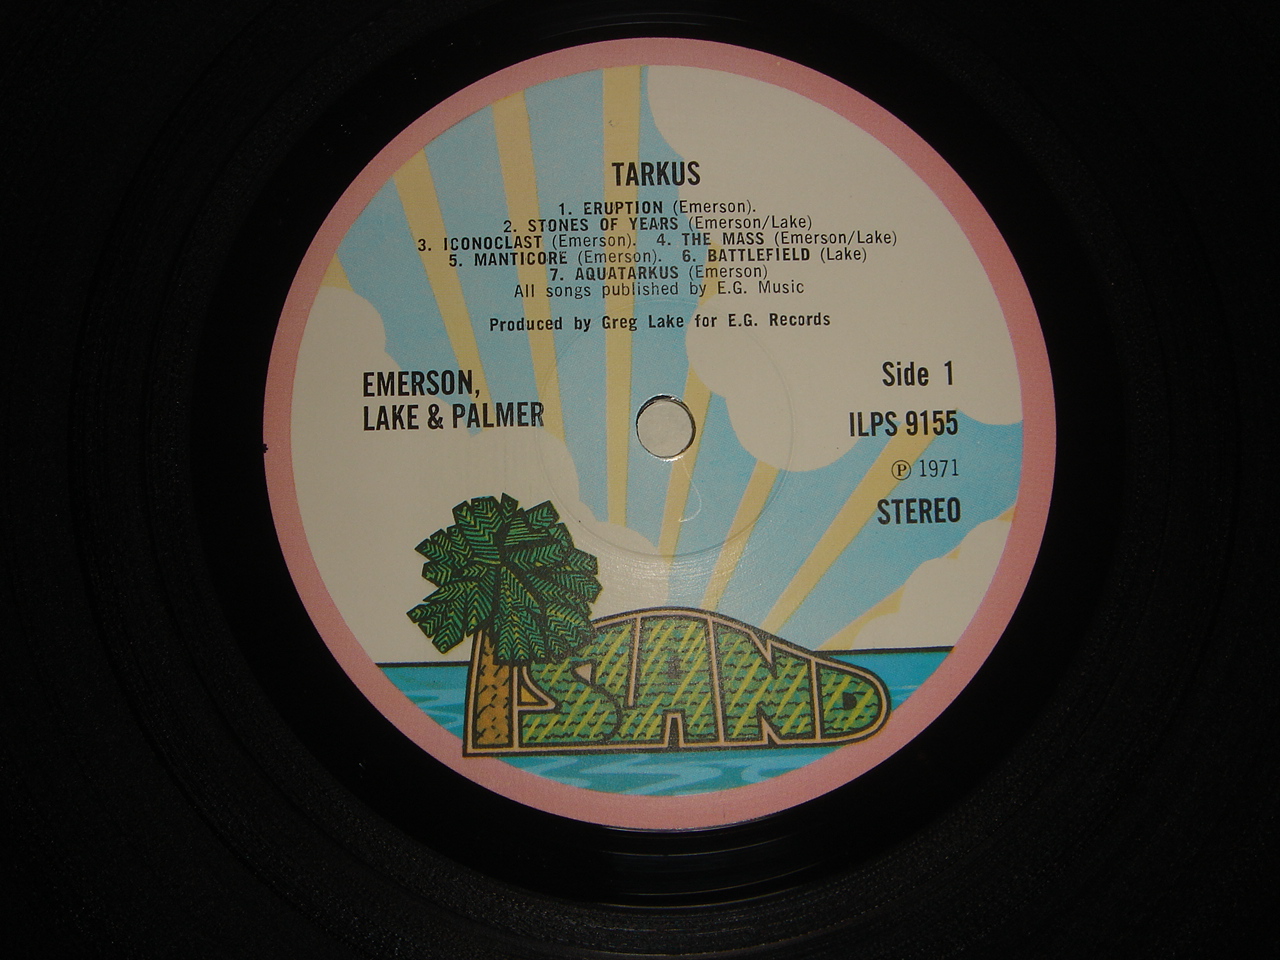 TARKUS
1. ERUPTION (Emerson).
2. STONES OF YEARS (Emerson/Lake)
3. ICONOCLAST (Emerson). 4. THE MASS (Emerson/Lake)
5. MANTICORE (Emerson). 6. BATTLEFIELD (Lake)
7. AQUATARKUS (Emerson)
All songs published by E.G. Music
Produced by Greg Lake for E.G. Records
EMERSON,
LAKE & PALMER
Side 1
ILPS 9155
℗ 1971
STEREO
ISLAND